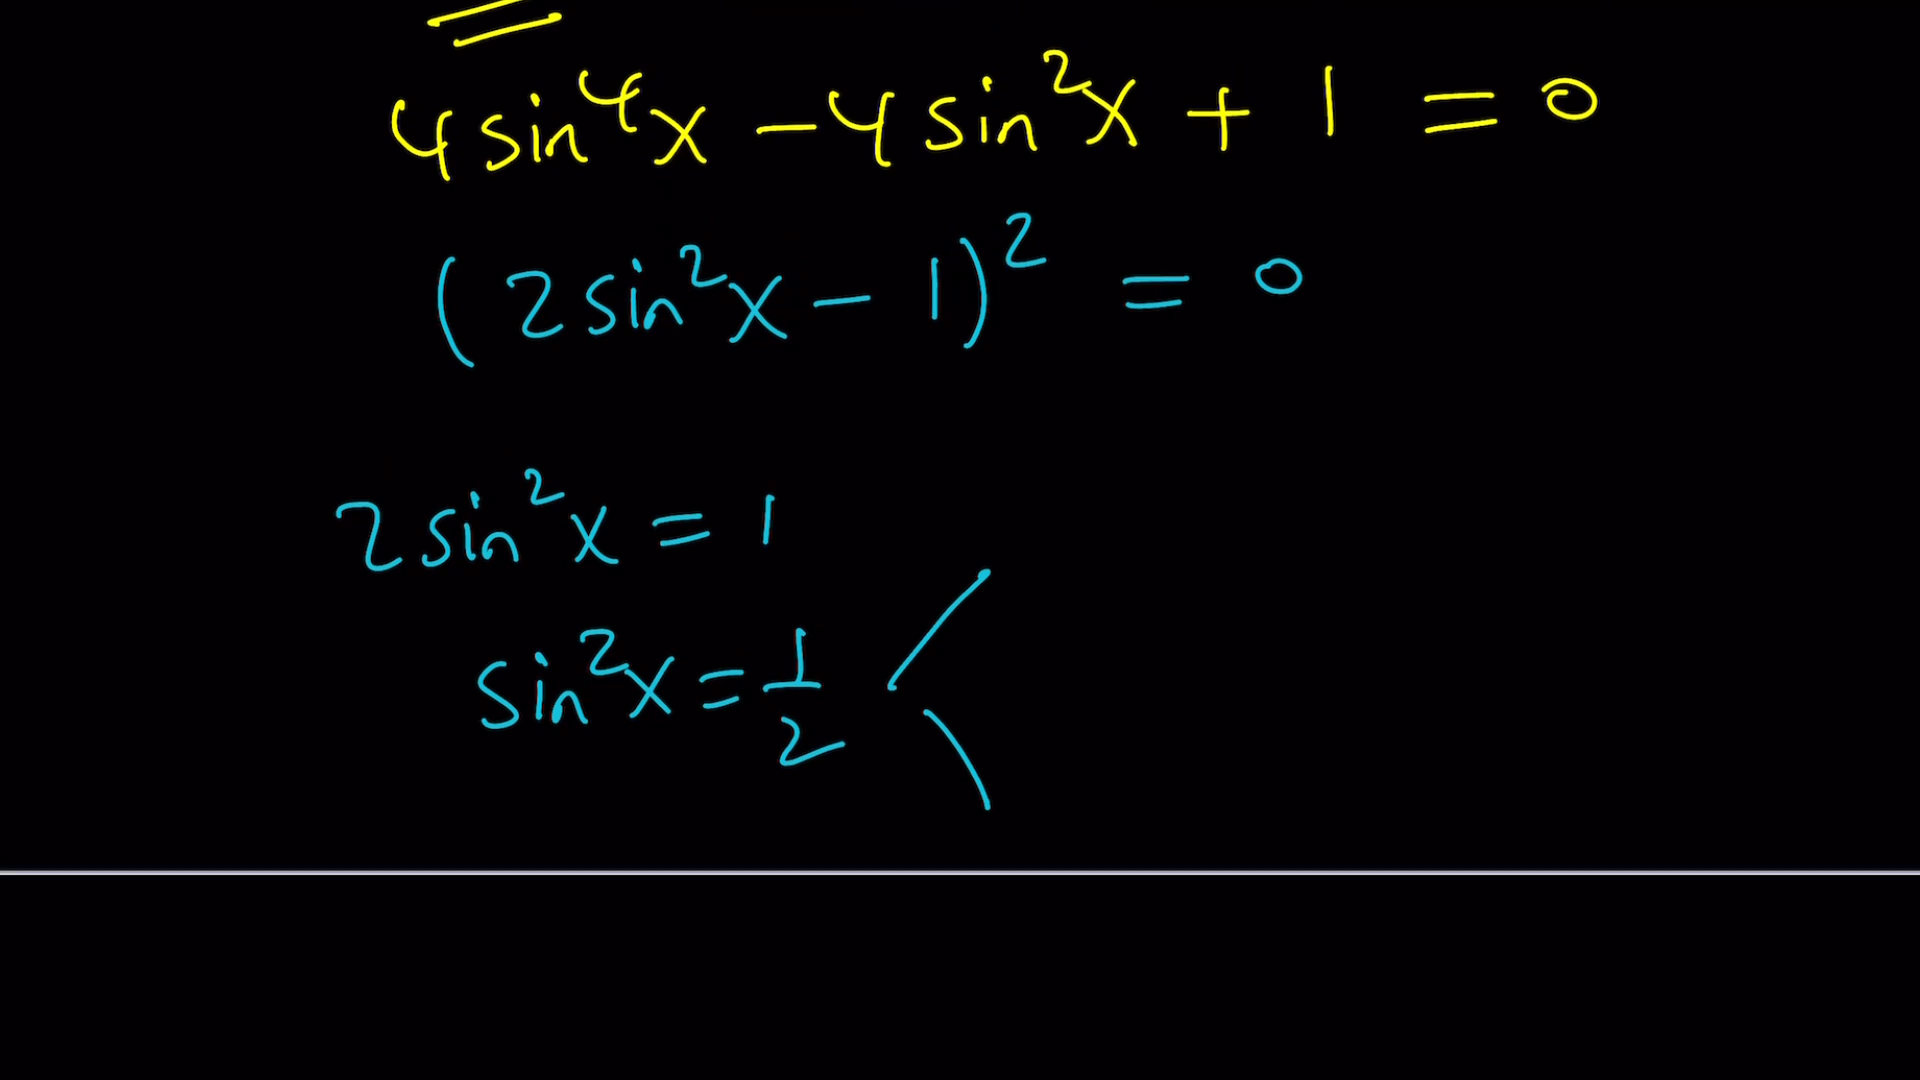 4sin⁴x - 4sin²x + 1 = 0
(2sin²x - 1)² = 0
2sin²x = 1
sin²x = 1/2